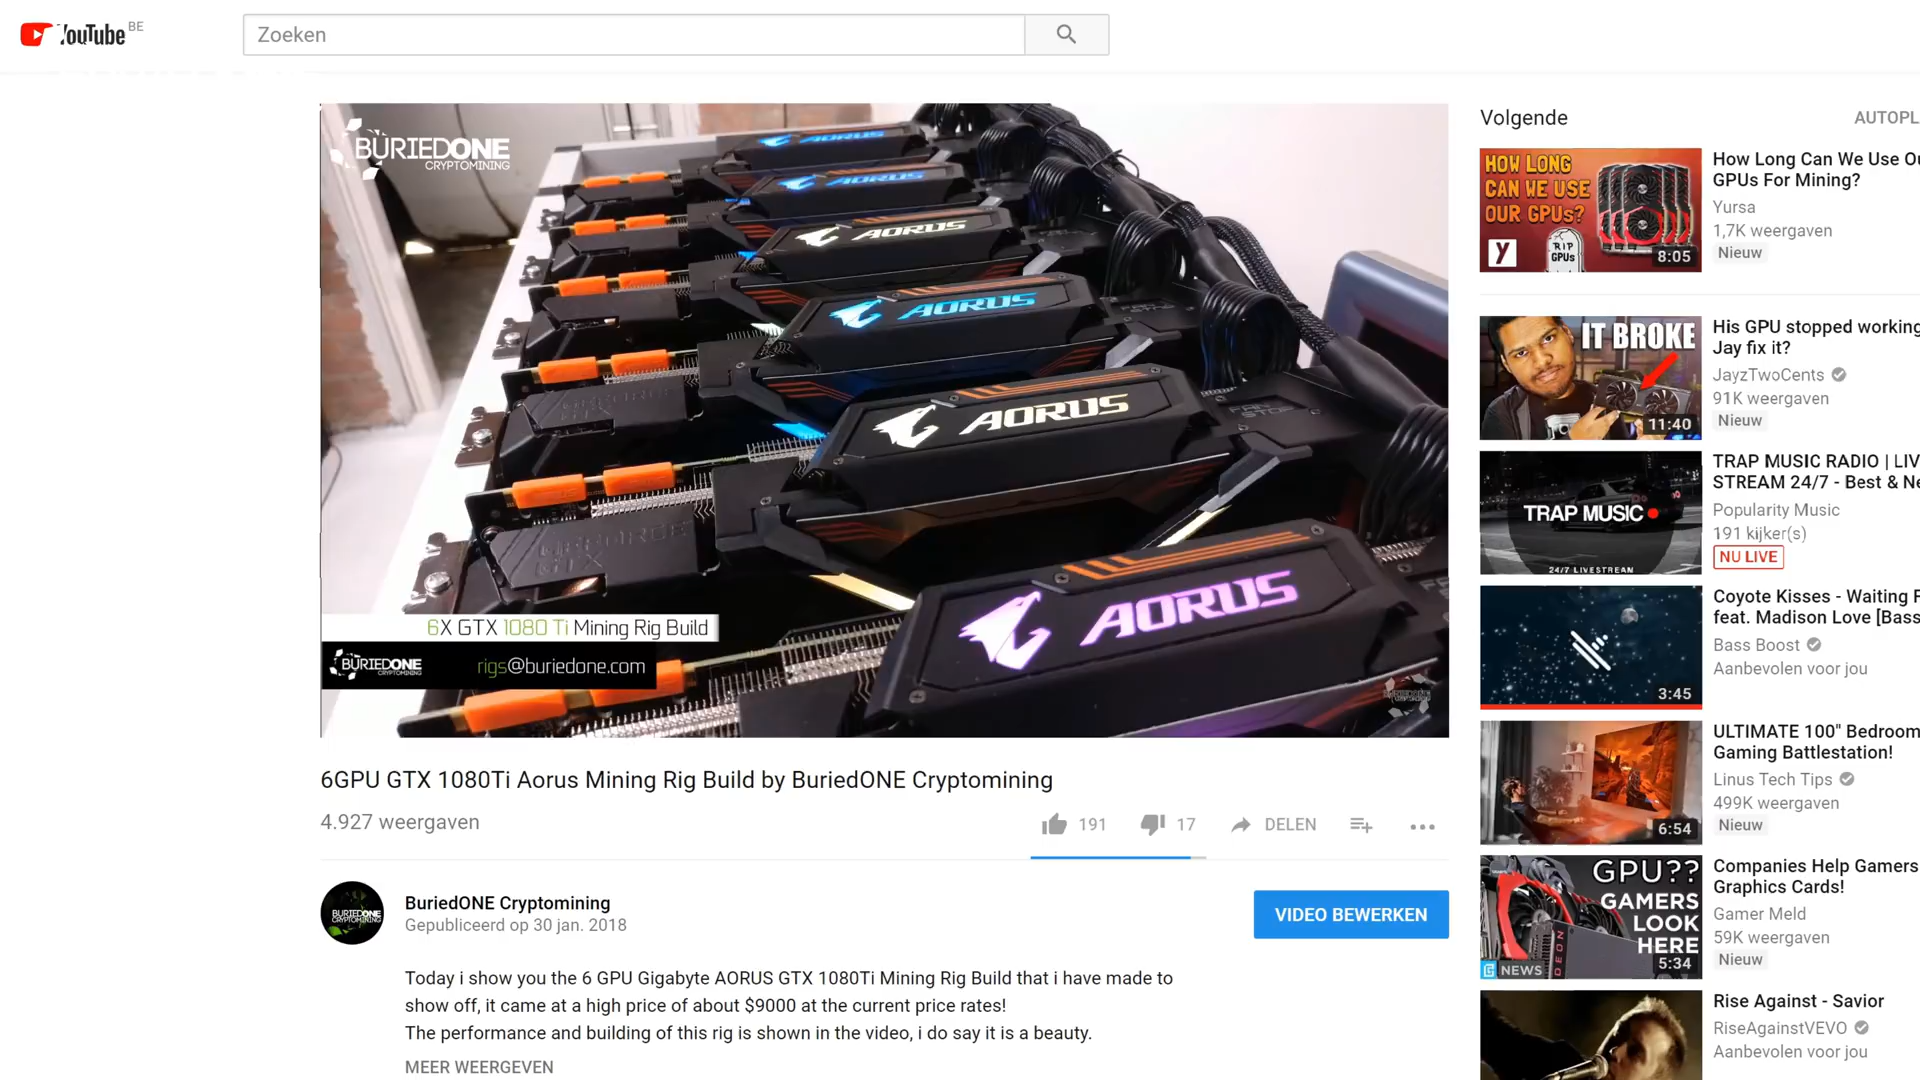 YouTube BE
Zoeken
BURIEDONE
CRYPTOMINING
AORUS
AORUS
AORUS
AORUS
AORUS
AORUS
GEFORCE GTX
6X GTX 1080 Ti Mining Rig Build
BURIEDONE
CRYPTOMINING
rigs@buriedone.com
6GPU GTX 1080Ti Aorus Mining Rig Build by BuriedONE Cryptomining
4.927 weergaven
191
17
DELEN
BURIEDONE
CRYPTOMINING
BuriedONE Cryptomining
Gepubliceerd op 30 jan. 2018
VIDEO BEWERKEN
Today i show you the 6 GPU Gigabyte AORUS GTX 1080Ti Mining Rig Build that i have made to
show off, it came at a high price of about $9000 at the current price rates!
The performance and building of this rig is shown in the video, i do say it is a beauty.
MEER WEERGEVEN
Volgende
AUTOPL
HOW LONG
CAN WE USE
OUR GPUs?
RIP
GPUs
y
8:05
How Long Can We Use Ou
GPUs For Mining?
Yursa
1,7K weergaven
Nieuw
IT BROKE
11:40
His GPU stopped working
Jay fix it?
JayzTwoCents
91K weergaven
Nieuw
TRAP MUSIC
24/7 LIVESTREAM
TRAP MUSIC RADIO | LIV
STREAM 24/7 - Best & Ne
Popularity Music
191 kijker(s)
NU LIVE
3:45
Coyote Kisses - Waiting F
feat. Madison Love [Bass
Bass Boost
Aanbevolen voor jou
6:54
ULTIMATE 100" Bedroom
Gaming Battlestation!
Linus Tech Tips
499K weergaven
Nieuw
GPU??
GAMERS
LOOK
HERE
RADEON
NEWS
5:34
Companies Help Gamers
Graphics Cards!
Gamer Meld
59K weergaven
Nieuw
Rise Against - Savior
RiseAgainstVEVO
Aanbevolen voor jou